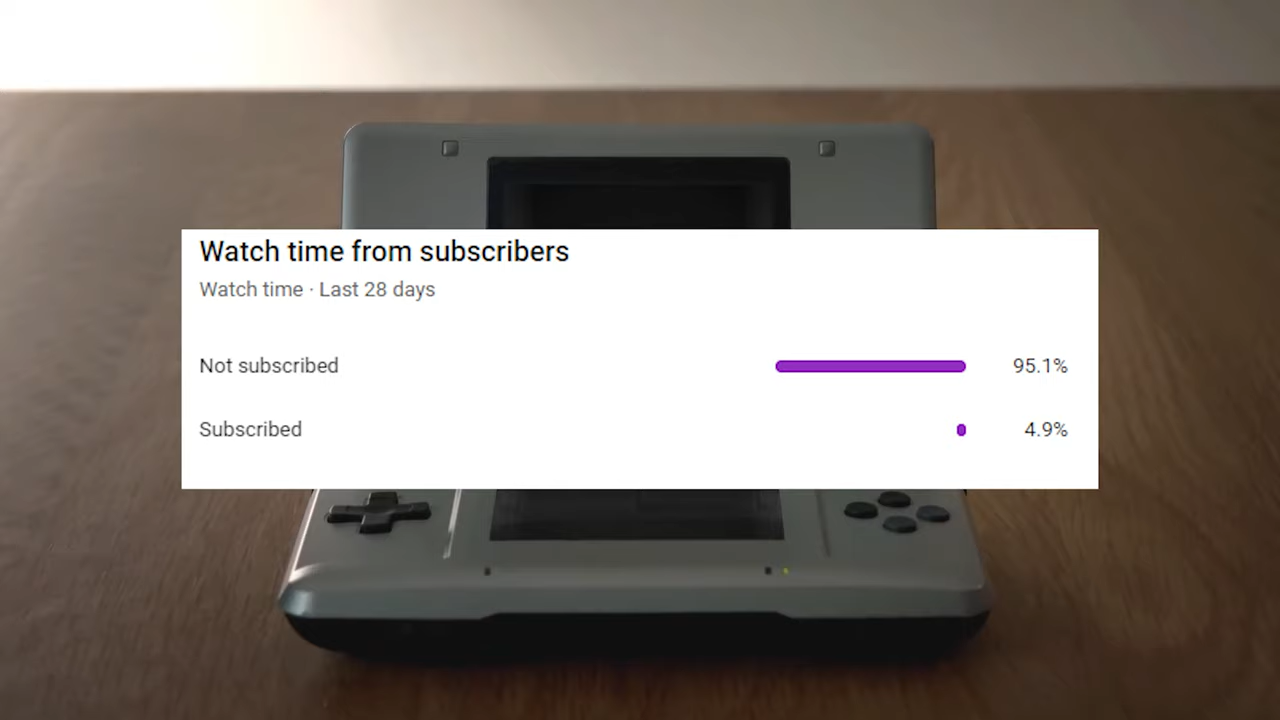 Watch time from subscribers
Watch time · Last 28 days
Not subscribed 95.1%
Subscribed 4.9%